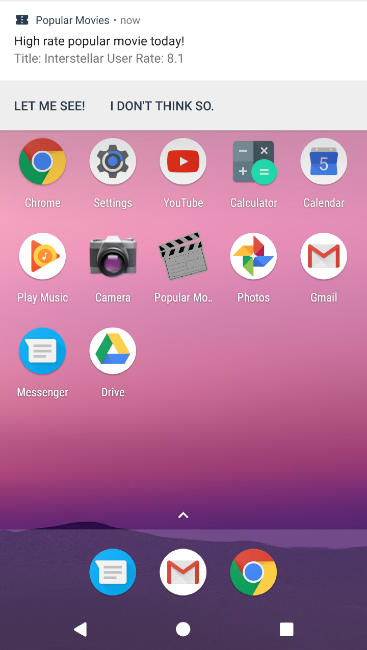 Popular Movies • now
High rate popular movie today!
Title: Interstellar User Rate: 8.1
LET ME SEE! I DON'T THINK SO.
Chrome Settings YouTube Calculator Calendar
5
Play Music Camera Popular Mo.. Photos Gmail
Messenger Drive